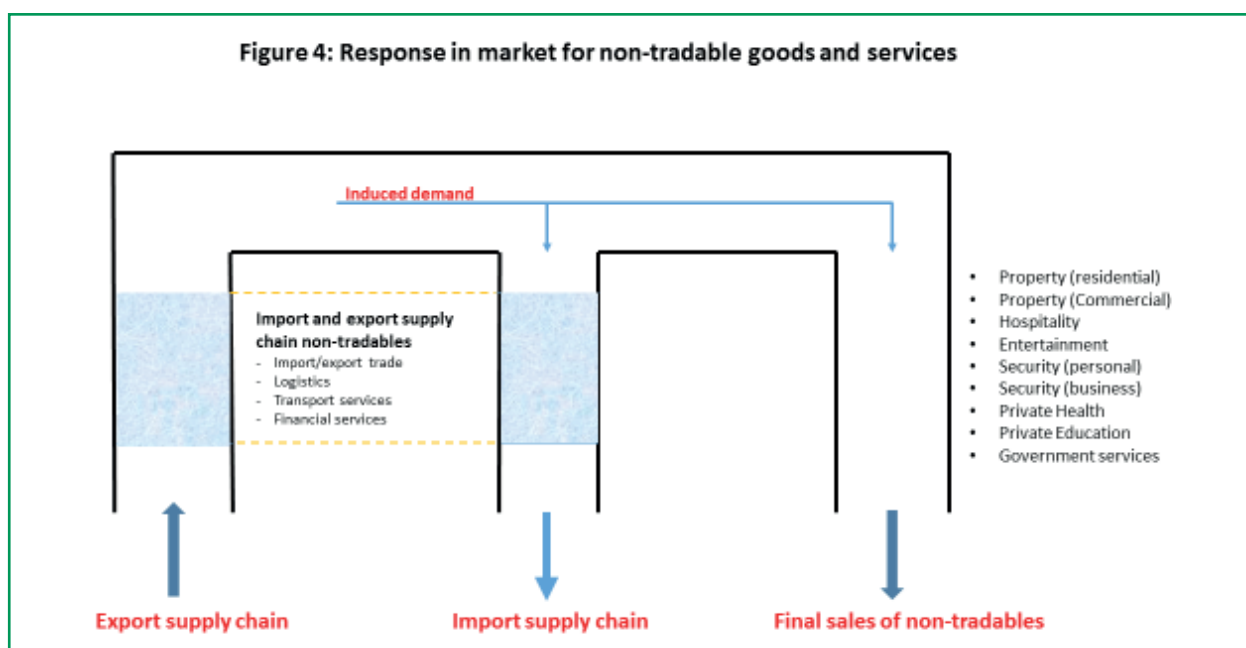 Figure 4: Response in market for non-tradable goods and services
Induced demand
Import and export supply
chain non-tradables
- Import/export trade
- Logistics
- Transport services
- Financial services
• Property (residential)
• Property (Commercial)
• Hospitality
• Entertainment
• Security (personal)
• Security (business)
• Private Health
• Private Education
• Government services
Export supply chain
Import supply chain
Final sales of non-tradables